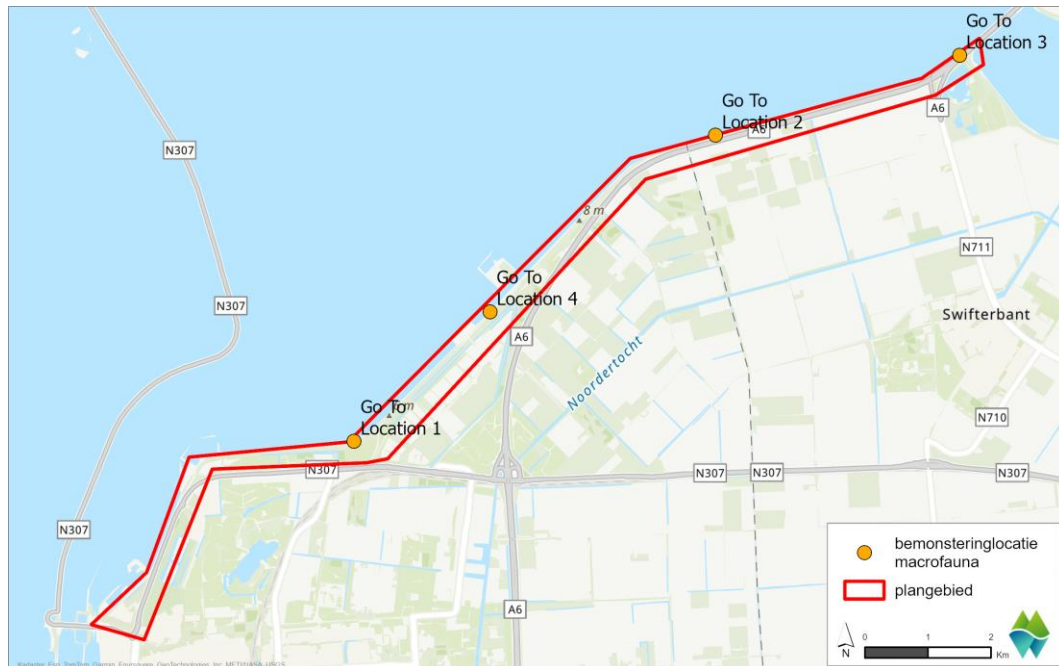 Go To
Location 3
N307
A6
Go To
Location 2
A6
8 m
N711
Go To
Location 4
N307
Swifterbant
A6
Noordertocht
Go To
Location 1
m
N710
N307
N307
N307
N307
N307
A6
bemonsteringlocatie
macrofauna
plangebied
N
0 1 2
Km